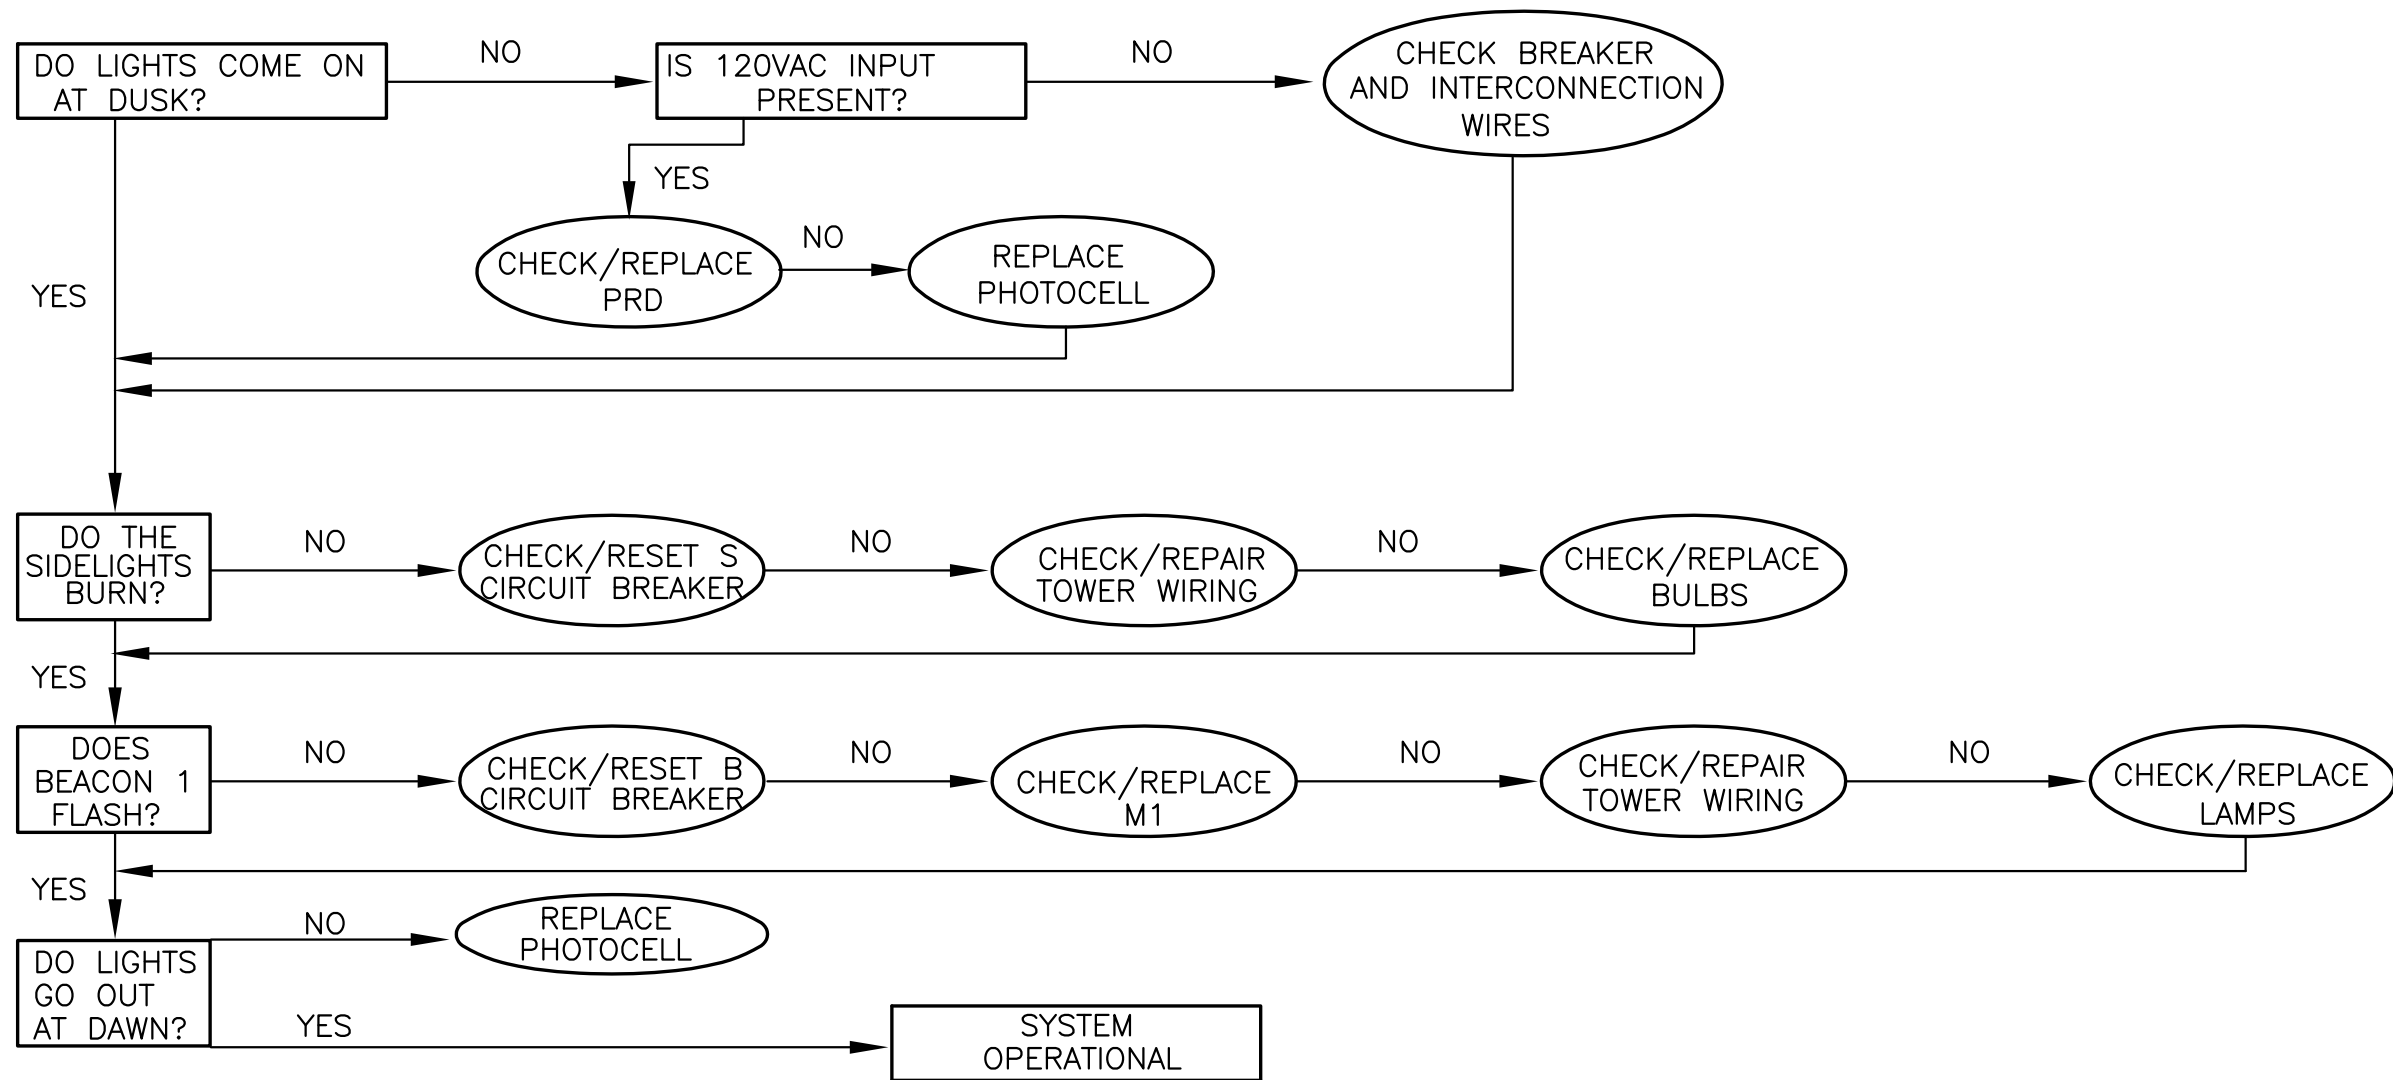 DO LIGHTS COME ON
AT DUSK?
NO
IS 120VAC INPUT
PRESENT?
NO
CHECK BREAKER
AND INTERCONNECTION
WIRES
YES
YES
CHECK/REPLACE
PRD
NO
REPLACE
PHOTOCELL
DO THE
SIDELIGHTS
BURN?
NO
CHECK/RESET S
CIRCUIT BREAKER
NO
CHECK/REPAIR
TOWER WIRING
NO
CHECK/REPLACE
BULBS
YES
DOES
BEACON 1
FLASH?
NO
CHECK/RESET B
CIRCUIT BREAKER
NO
CHECK/REPLACE
M1
NO
CHECK/REPAIR
TOWER WIRING
NO
CHECK/REPLACE
LAMPS
YES
DO LIGHTS
GO OUT
AT DAWN?
NO
REPLACE
PHOTOCELL
YES
SYSTEM
OPERATIONAL